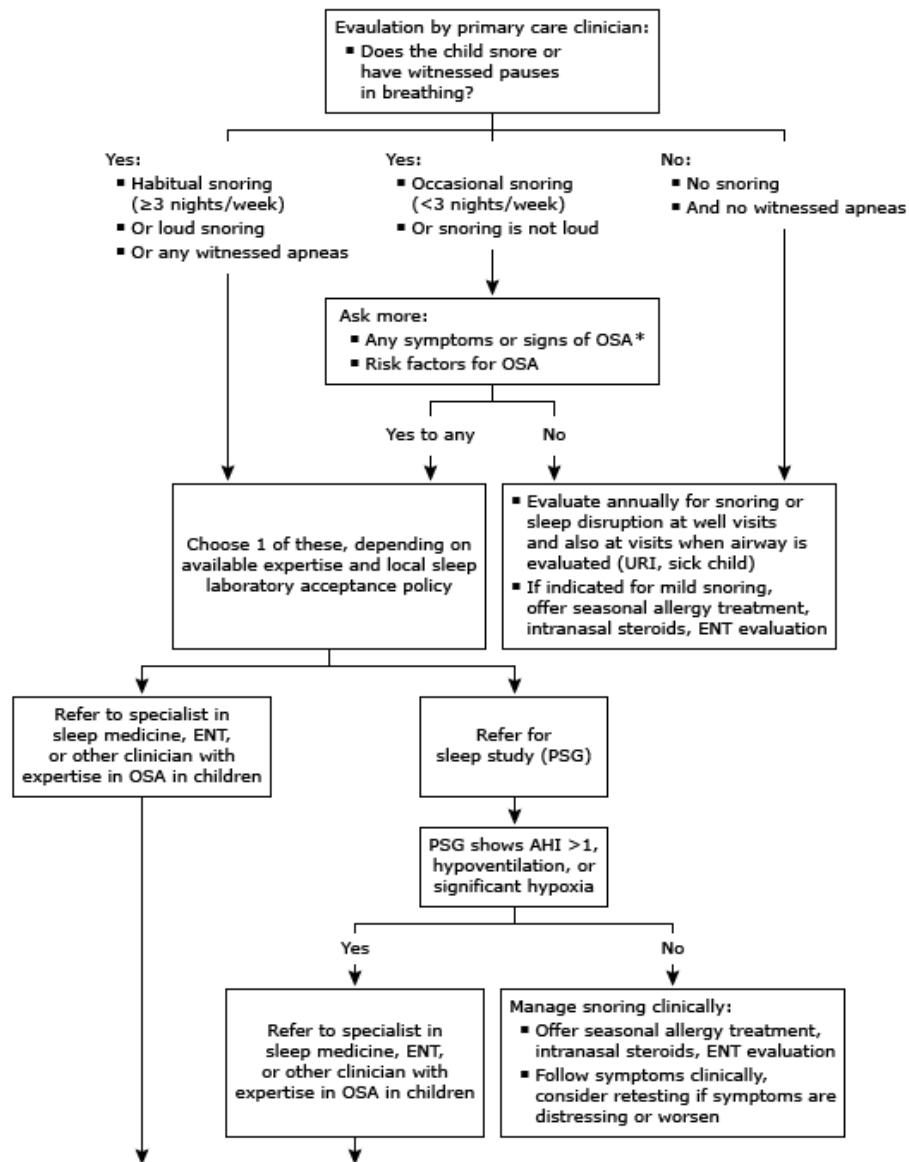 Evaulation by primary care clinician:
▪ Does the child snore or
have witnessed pauses
in breathing?
Yes:
▪ Habitual snoring
(≥3 nights/week)
▪ Or loud snoring
▪ Or any witnessed apneas
Yes:
▪ Occasional snoring
(<3 nights/week)
▪ Or snoring is not loud
No:
▪ No snoring
▪ And no witnessed apneas
Ask more:
▪ Any symptoms or signs of OSA*
▪ Risk factors for OSA
Yes to any
No
Choose 1 of these, depending on
available expertise and local sleep
laboratory acceptance policy
▪ Evaluate annually for snoring or
sleep disruption at well visits
and also at visits when airway is
evaluated (URI, sick child)
▪ If indicated for mild snoring,
offer seasonal allergy treatment,
intranasal steroids, ENT evaluation
Refer to specialist in
sleep medicine, ENT,
or other clinician with
expertise in OSA in children
Refer for
sleep study (PSG)
PSG shows AHI >1,
hypoventilation, or
significant hypoxia
Yes
No
Refer to specialist in
sleep medicine, ENT,
or other clinician with
expertise in OSA in children
Manage snoring clinically:
▪ Offer seasonal allergy treatment,
intranasal steroids, ENT evaluation
▪ Follow symptoms clinically,
consider retesting if symptoms are
distressing or worsen